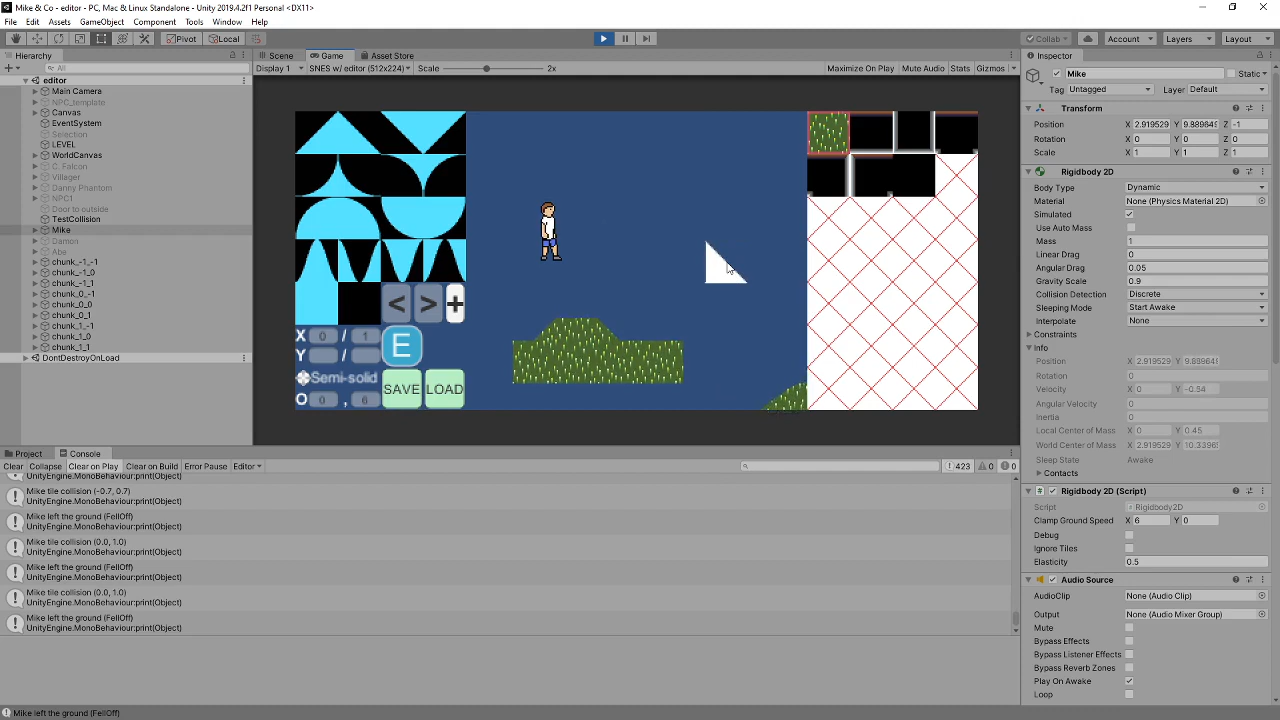 Mike & Co - editor - PC, Mac & Linux Standalone - Unity 2019.4.2f1 Personal <DX11>
File Edit Assets GameObject Component Tools Window Help
Pivot Local Collab Account Layers Layout
Hierarchy
All
editor
Main Camera
NPC_template
Canvas
EventSystem
Selection
LEVEL
WorldCanvas
C. Falcon
Villager
Danny Phantom
NPC1
Door to outside
TestCollision
Mike
Damon
Abe
chunk_-1_-1
chunk_-1_0
chunk_-1_1
chunk_0_-1
chunk_0_0
chunk_0_1
chunk_1_-1
chunk_1_0
chunk_1_1
DontDestroyOnLoad
Scene Game Asset Store
Display 1 SNES w/ editor (512x224) Scale 2x Maximize On Play Mute Audio Stats Gizmos
< > +
X 0 / 1
Y /
E
Semi-solid
O 0 , 6
SAVE LOAD
Project Console
Clear Collapse Clear on Play Clear on Build Error Pause Editor 423 0 0
UnityEngine.MonoBehaviour:print(Object)
Mike tile collision (-0.7, 0.7)
UnityEngine.MonoBehaviour:print(Object)
Mike left the ground (FellOff)
UnityEngine.MonoBehaviour:print(Object)
Mike tile collision (0.0, 1.0)
UnityEngine.MonoBehaviour:print(Object)
Mike left the ground (FellOff)
UnityEngine.MonoBehaviour:print(Object)
Mike tile collision (0.0, 1.0)
UnityEngine.MonoBehaviour:print(Object)
Mike left the ground (FellOff)
UnityEngine.MonoBehaviour:print(Object)
Mike left the ground (FellOff)
Inspector
Mike Static
Tag Untagged Layer Default
Transform
Position X 2.919529 Y 9.889649 Z -1
Rotation X 0 Y 0 Z 0
Scale X 1 Y 1 Z 1
Rigidbody 2D
Body Type Dynamic
Material None (Physics Material 2D)
Simulated
Use Auto Mass
Mass 1
Linear Drag 0
Angular Drag 0.05
Gravity Scale 0.9
Collision Detection Discrete
Sleeping Mode Start Awake
Interpolate None
Constraints
Info
Position X 2.919529 Y 9.889649
Rotation 0
Velocity X 0 Y -0.54
Angular Velocity 0
Inertia 0
Local Center of Mass X 0 Y 0.45
World Center of Mass X 2.919529 Y 10.33965
Sleep State Awake
Contacts
Rigidbody 2D (Script)
Script Rigidbody2D
Clamp Ground Speed X 6 Y 0
Debug
Ignore Tiles
Elasticity 0.5
Audio Source
AudioClip None (Audio Clip)
Output None (Audio Mixer Group)
Mute
Bypass Effects
Bypass Listener Effects
Bypass Reverb Zones
Play On Awake
Loop